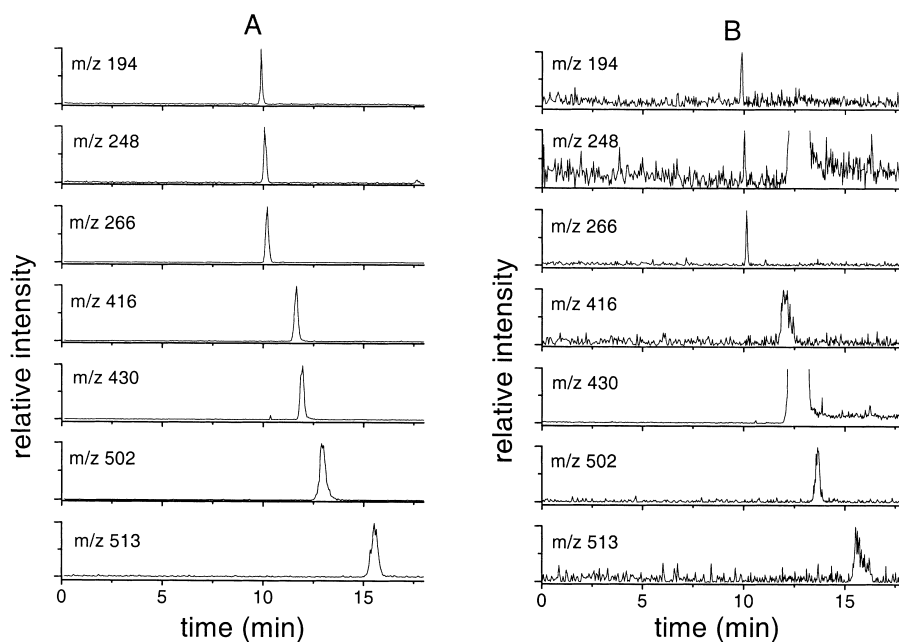 A
m/z 194
m/z 248
m/z 266
m/z 416
m/z 430
m/z 502
m/z 513
relative intensity
0 5 10 15
time (min)
B
m/z 194
m/z 248
m/z 266
m/z 416
m/z 430
m/z 502
m/z 513
relative intensity
0 5 10 15
time (min)